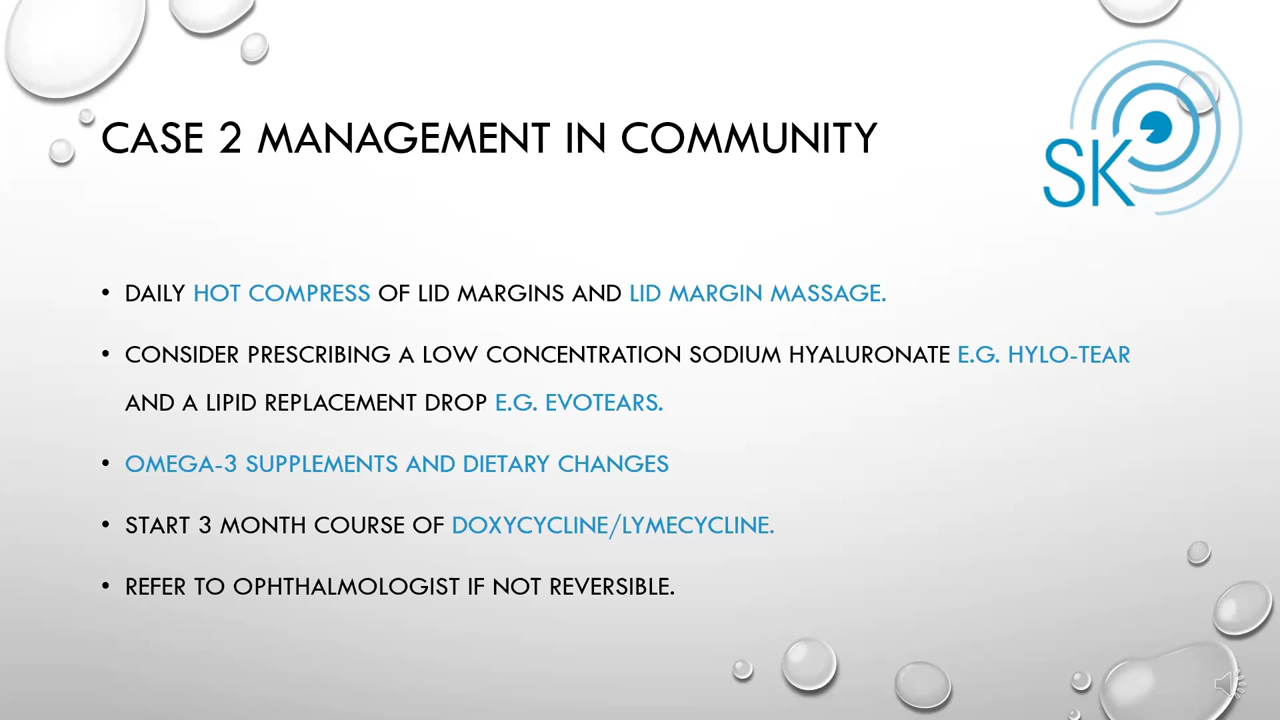 CASE 2 MANAGEMENT IN COMMUNITY
SK
• DAILY HOT COMPRESS OF LID MARGINS AND LID MARGIN MASSAGE.
• CONSIDER PRESCRIBING A LOW CONCENTRATION SODIUM HYALURONATE E.G. HYLO-TEAR
AND A LIPID REPLACEMENT DROP E.G. EVOTEARS.
• OMEGA-3 SUPPLEMENTS AND DIETARY CHANGES
• START 3 MONTH COURSE OF DOXYCYCLINE/LYMECYCLINE.
• REFER TO OPHTHALMOLOGIST IF NOT REVERSIBLE.